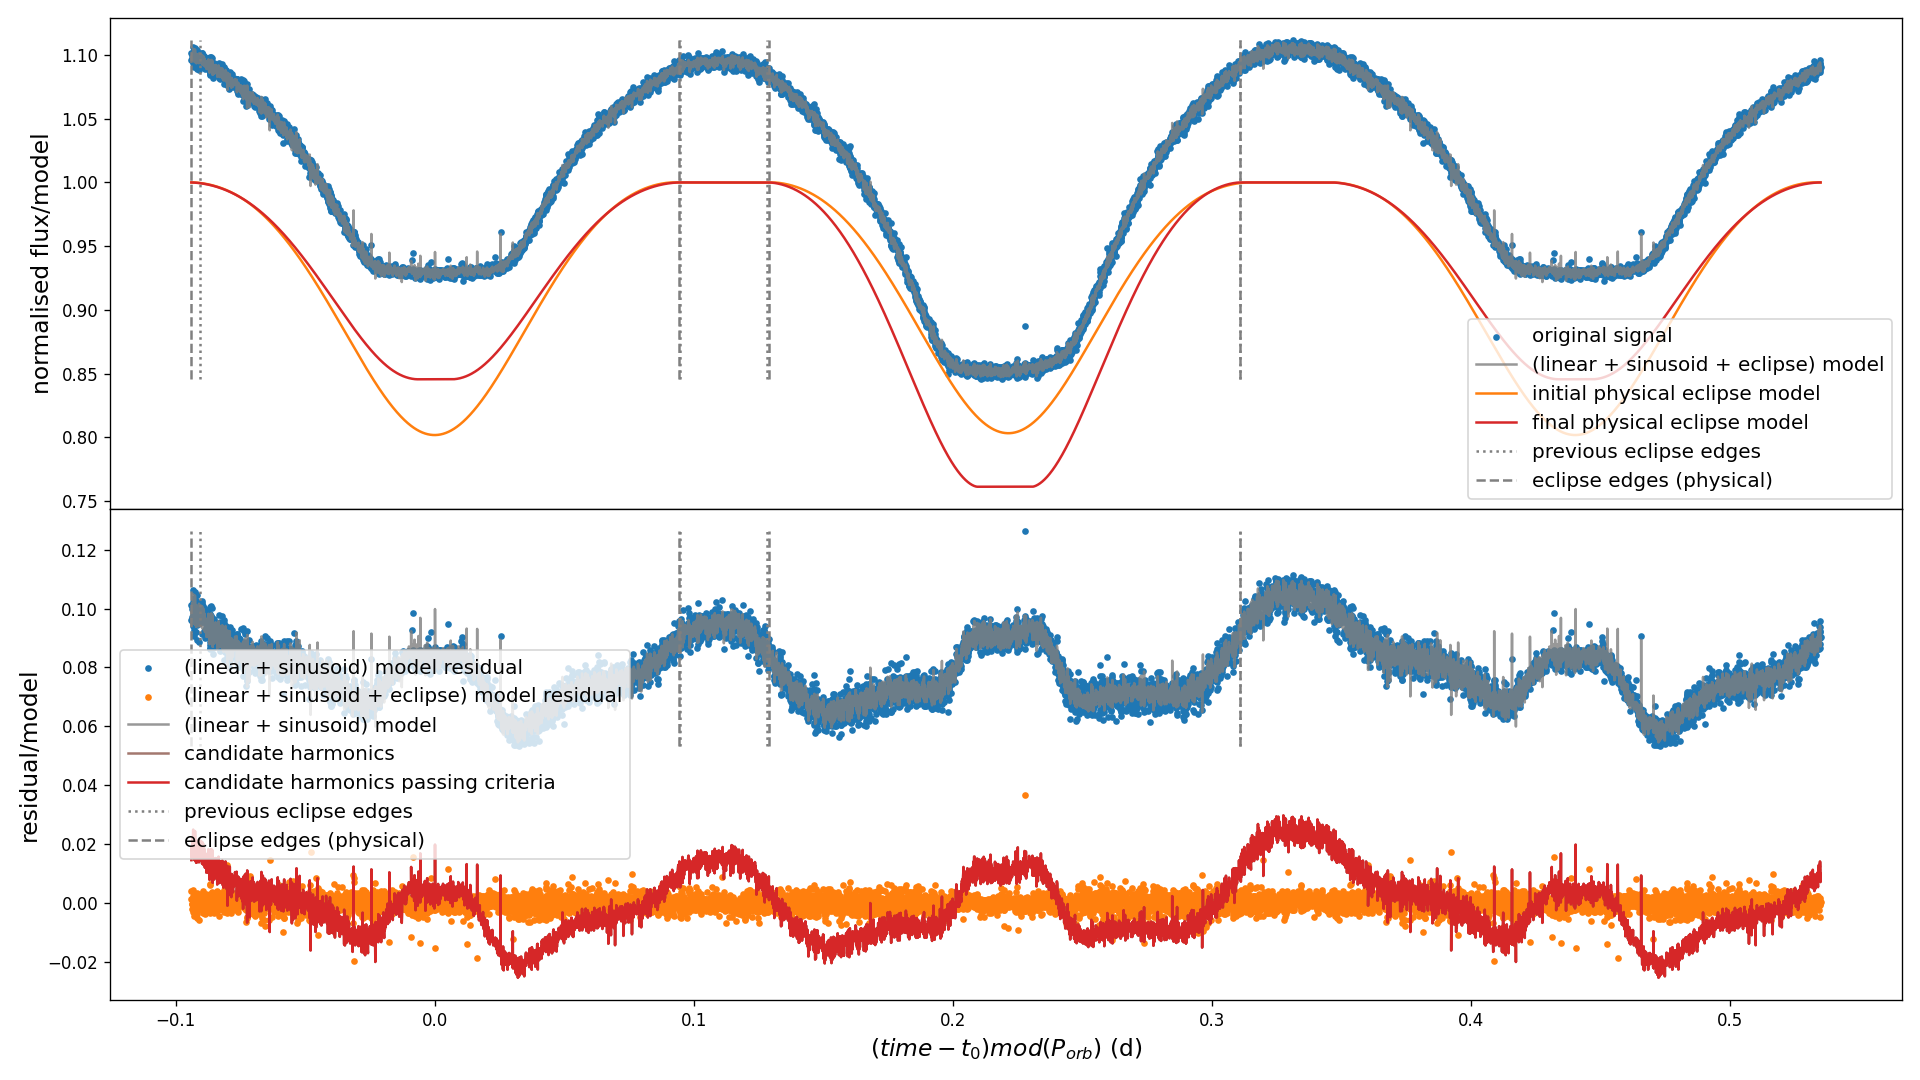 normalised flux/model
1.10
1.05
1.00
0.95
0.90
0.85
0.80
0.75
original signal
(linear + sinusoid + eclipse) model
initial physical eclipse model
final physical eclipse model
previous eclipse edges
eclipse edges (physical)
residual/model
0.12
0.10
0.08
0.06
0.04
0.02
0.00
−0.02
(linear + sinusoid) model residual
(linear + sinusoid + eclipse) model residual
(linear + sinusoid) model
candidate harmonics
candidate harmonics passing criteria
previous eclipse edges
eclipse edges (physical)
−0.1 0.0 0.1 0.2 0.3 0.4 0.5
(time − t₀)mod(P_orb) (d)